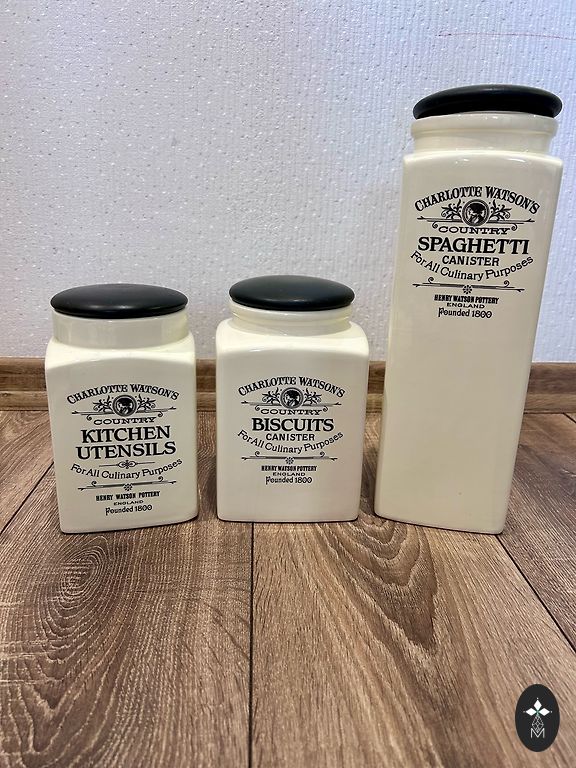 CHARLOTTE WATSON'S
COUNTRY
KITCHEN
UTENSILS
For All Culinary Purposes
HENRY WATSON POTTERY
ENGLAND
Founded 1800
CHARLOTTE WATSON'S
COUNTRY
BISCUITS
CANISTER
For All Culinary Purposes
HENRY WATSON POTTERY
ENGLAND
Founded 1800
CHARLOTTE WATSON'S
COUNTRY
SPAGHETTI
CANISTER
For All Culinary Purposes
HENRY WATSON POTTERY
ENGLAND
Founded 1800
M